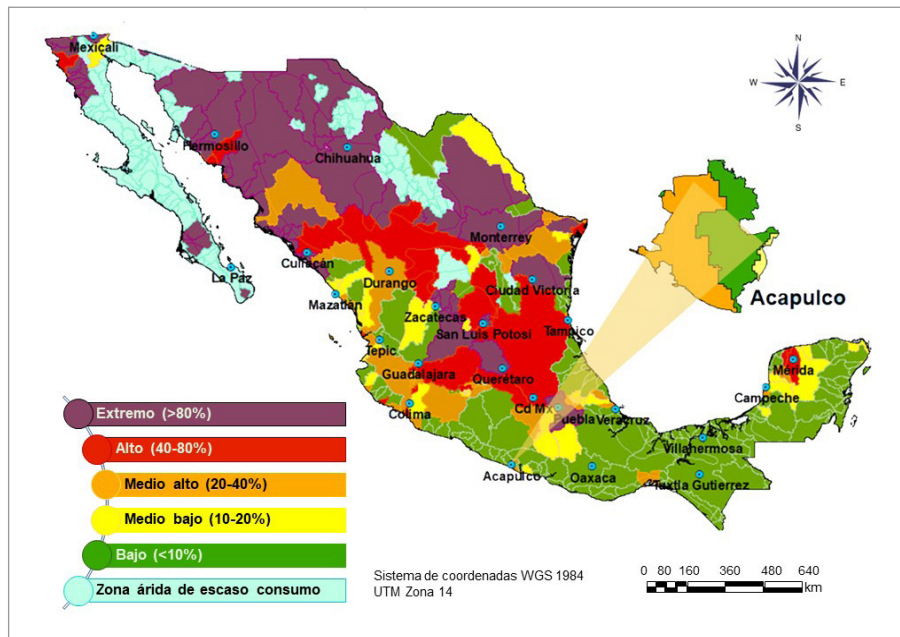 N
W
E
S
Mexicali
Hermosillo
Chihuahua
Monterrey
La Paz
Culiacán
Durango
Ciudad Victoria
Mazatlán
Zacatecas
San Luis Potosí
Tampico
Tepic
Guadalajara
Querétaro
Colima
Cd Mx
Puebla
Veracruz
Mérida
Campeche
Villahermosa
Acapulco
Oaxaca
Tuxtla Gutierrez
Acapulco
Extremo (>80%)
Alto (40-80%)
Medio alto (20-40%)
Medio bajo (10-20%)
Bajo (<10%)
Zona árida de escaso consumo
Sistema de coordenadas WGS 1984
UTM Zona 14
0 80 160 360 480 640
km